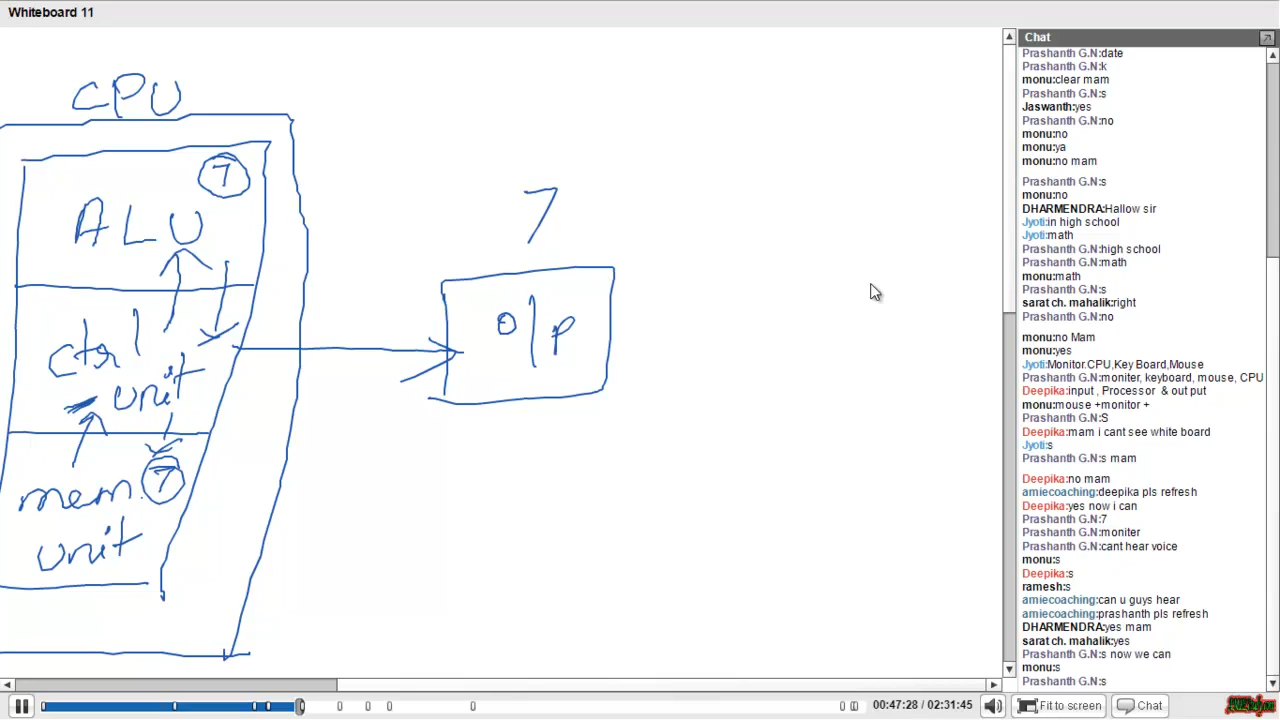 Whiteboard 11
CPU
7
ALU
ctrl
unit
mem.
7
unit
7
o/p
Chat
Prashanth G.N:date
Prashanth G.N:k
monu:clear mam
Prashanth G.N:s
Jaswanth:yes
Prashanth G.N:no
monu:no
monu:ya
monu:no mam
Prashanth G.N:s
monu:no
DHARMENDRA:Hallow sir
Jyoti:in high school
Jyoti:math
Prashanth G.N:high school
Prashanth G.N:math
monu:math
Prashanth G.N:s
sarat ch. mahalik:right
Prashanth G.N:no
monu:no Mam
monu:yes
Jyoti:Monitor.CPU,Key Board,Mouse
Prashanth G.N:moniter, keyboard, mouse, CPU
Deepika:input , Processor & out put
monu:mouse +monitor +
Prashanth G.N:S
Deepika:mam i cant see white board
Jyoti:s
Prashanth G.N:s mam
Deepika:no mam
amiecoaching:deepika pls refresh
Deepika:yes now i can
Prashanth G.N:7
Prashanth G.N:moniter
Prashanth G.N:cant hear voice
monu:s
Deepika:s
ramesh:s
amiecoaching:can u guys hear
amiecoaching:prashanth pls refresh
DHARMENDRA:yes mam
sarat ch. mahalik:yes
Prashanth G.N:s now we can
monu:s
Prashanth G.N:s
00:47:28 / 02:31:45
Fit to screen
Chat